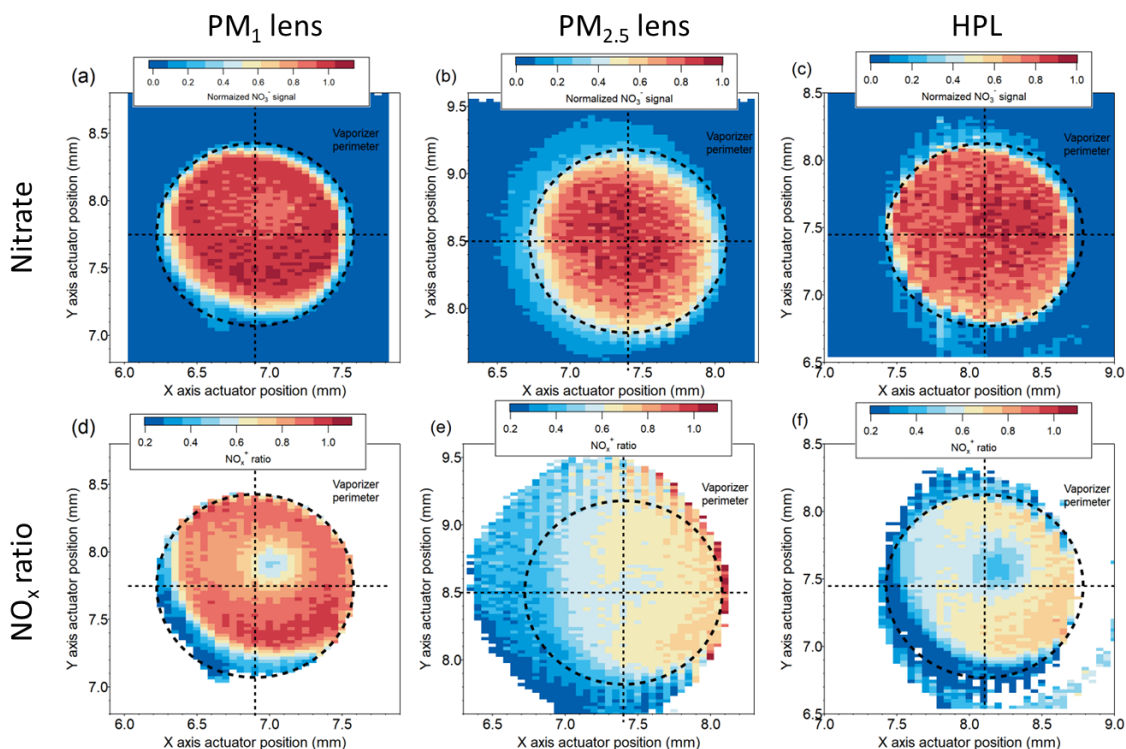 PM₁ lens
PM₂.₅ lens
HPL
Nitrate
NOₓ ratio
(a)
0.0 0.2 0.4 0.6 0.8 1.0
Normaized NO₃⁻ signal
Vaporizer
perimeter
8.5
8.0
7.5
7.0
Y axis actuator position (mm)
6.0 6.5 7.0 7.5
X axis actuator position (mm)
(b)
0.0 0.2 0.4 0.6 0.8 1.0
Normalized NO₃⁻ signal
Vaporizer
perimeter
9.5
9.0
8.5
8.0
Y axis actuator position (mm)
6.5 7.0 7.5 8.0
X axis actuator position (mm)
(c)
0.0 0.2 0.4 0.6 0.8 1.0
Normalized NO₃⁻ signal
Vaporizer
perimeter
8.5
8.0
7.5
7.0
6.5
Y axis actuator position (mm)
7.0 7.5 8.0 8.5 9.0
X axis actuator position (mm)
(d)
0.2 0.4 0.6 0.8 1.0
NOₓ⁺ ratio
Vaporizer
perimeter
8.5
8.0
7.5
7.0
Y axis actuator position (mm)
6.0 6.5 7.0 7.5
X axis actuator position (mm)
(e)
0.2 0.4 0.6 0.8 1.0
NOₓ⁺ ratio
Vaporizer
perimeter
9.5
9.0
8.5
8.0
Y axis actuator position (mm)
6.5 7.0 7.5 8.0
X axis actuator position (mm)
(f)
0.2 0.4 0.6 0.8 1.0
NOₓ⁺ ratio
Vaporizer
perimeter
8.5
8.0
7.5
7.0
6.5
Y axis actuator position (mm)
7.0 7.5 8.0 8.5 9.0
X axis actuator position (mm)